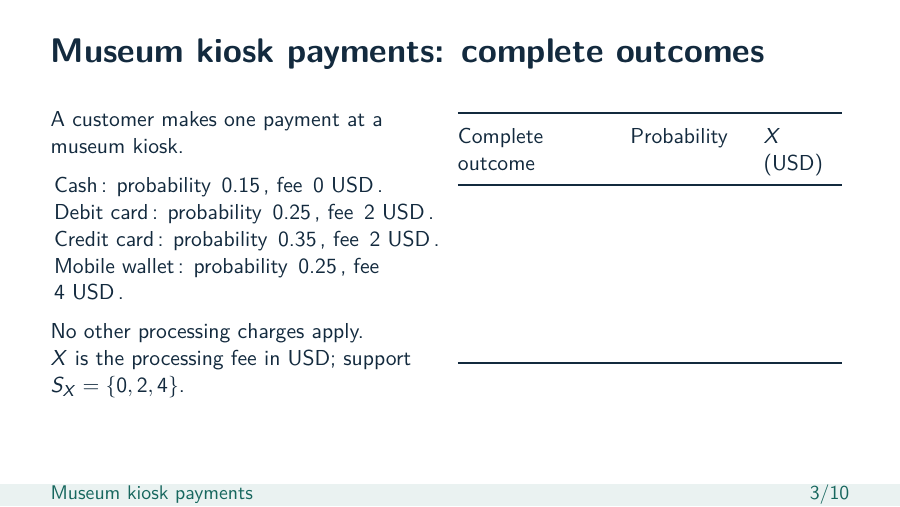 Museum kiosk payments: complete outcomes
A customer makes one payment at a
museum kiosk.
Cash: probability 0.15, fee 0 USD.
Debit card: probability 0.25, fee 2 USD.
Credit card: probability 0.35, fee 2 USD.
Mobile wallet: probability 0.25, fee
4 USD.
No other processing charges apply.
X is the processing fee in USD; support
S_X = {0, 2, 4}.
Complete outcome Probability X (USD)
Museum kiosk payments 3/10